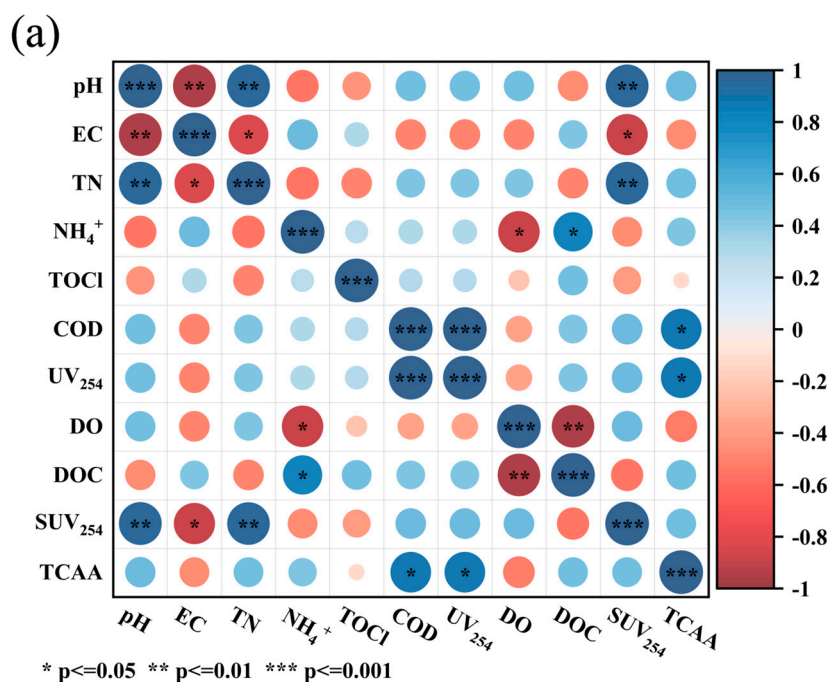 (a)
pH *** ** ** **
EC ** *** * *
TN ** * *** **
NH₄⁺ *** * *
TOCl ***
COD *** *** *
UV₂₅₄ *** *** *
DO * *** **
DOC * ** ***
SUV₂₅₄ ** * ** ***
TCAA * * ***
1
0.8
0.6
0.4
0.2
0
-0.2
-0.4
-0.6
-0.8
-1
pH EC TN NH₄⁺ TOCl COD UV₂₅₄ DO DOC SUV₂₅₄ TCAA
* p<=0.05 ** p<=0.01 *** p<=0.001